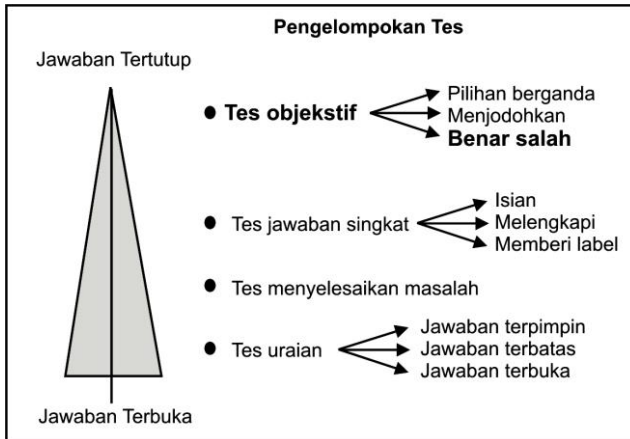 Pengelompokan Tes
Jawaban Tertutup
Tes objekstif
Pilihan berganda
Menjodohkan
Benar salah
Tes jawaban singkat
Isian
Melengkapi
Memberi label
Tes menyelesaikan masalah
Tes uraian
Jawaban terpimpin
Jawaban terbatas
Jawaban terbuka
Jawaban Terbuka